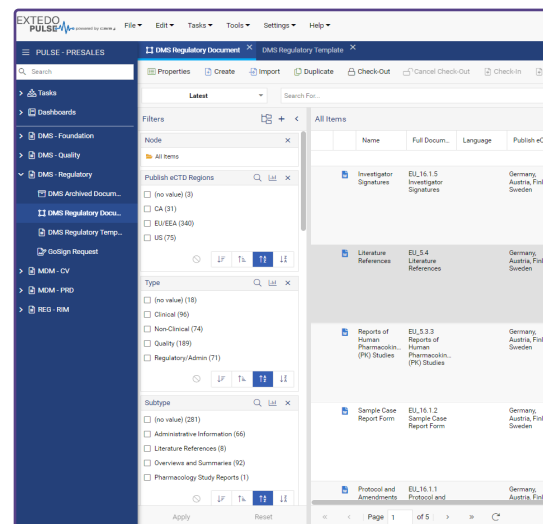 EXTEDO
PULSE powered by
File Edit Tasks Tools Settings Help
PULSE - PRESALES
DMS Regulatory Document
DMS Regulatory Template
Search
Properties Create Import Duplicate Check-Out Cancel Check-Out Check-In
Tasks
Dashboards
DMS - Foundation
DMS - Quality
DMS - Regulatory
DMS Archived Docum...
DMS Regulatory Docu...
DMS Regulatory Temp...
GoSign Request
MDM - CV
MDM - PRD
REG - RIM
Latest
Search For...
Filters
Node
All items
Publish eCTD Regions
(no value) (3)
CA (31)
EU/EEA (340)
US (75)
Type
(no value) (18)
Clinical (96)
Non-Clinical (74)
Quality (189)
Regulatory/Admin (71)
Subtype
(no value) (281)
Administrative Information (66)
Literature References (8)
Overviews and Summaries (92)
Pharmacology Study Reports (1)
Apply Reset
All Items
Name Full Docum... Language Publish eC
Investigator
Signatures
EU_16.1.5
Investigator
Signatures
Germany,
Austria, Finl
Sweden
Literature
References
EU_5.4
Literature
References
Germany,
Austria, Finl
Sweden
Reports of
Human
Pharmacokin...
(PK) Studies
EU_5.3.3
Reports of
Human
Pharmacokin...
(PK) Studies
Germany,
Austria, Finl
Sweden
Sample Case
Report Form
EU_16.1.2
Sample Case
Report Form
Germany,
Austria, Finl
Sweden
Protocol and
Amendments
EU_16.1.1
Protocol and
Germany,
Austria, Finl
Page 1 of 5